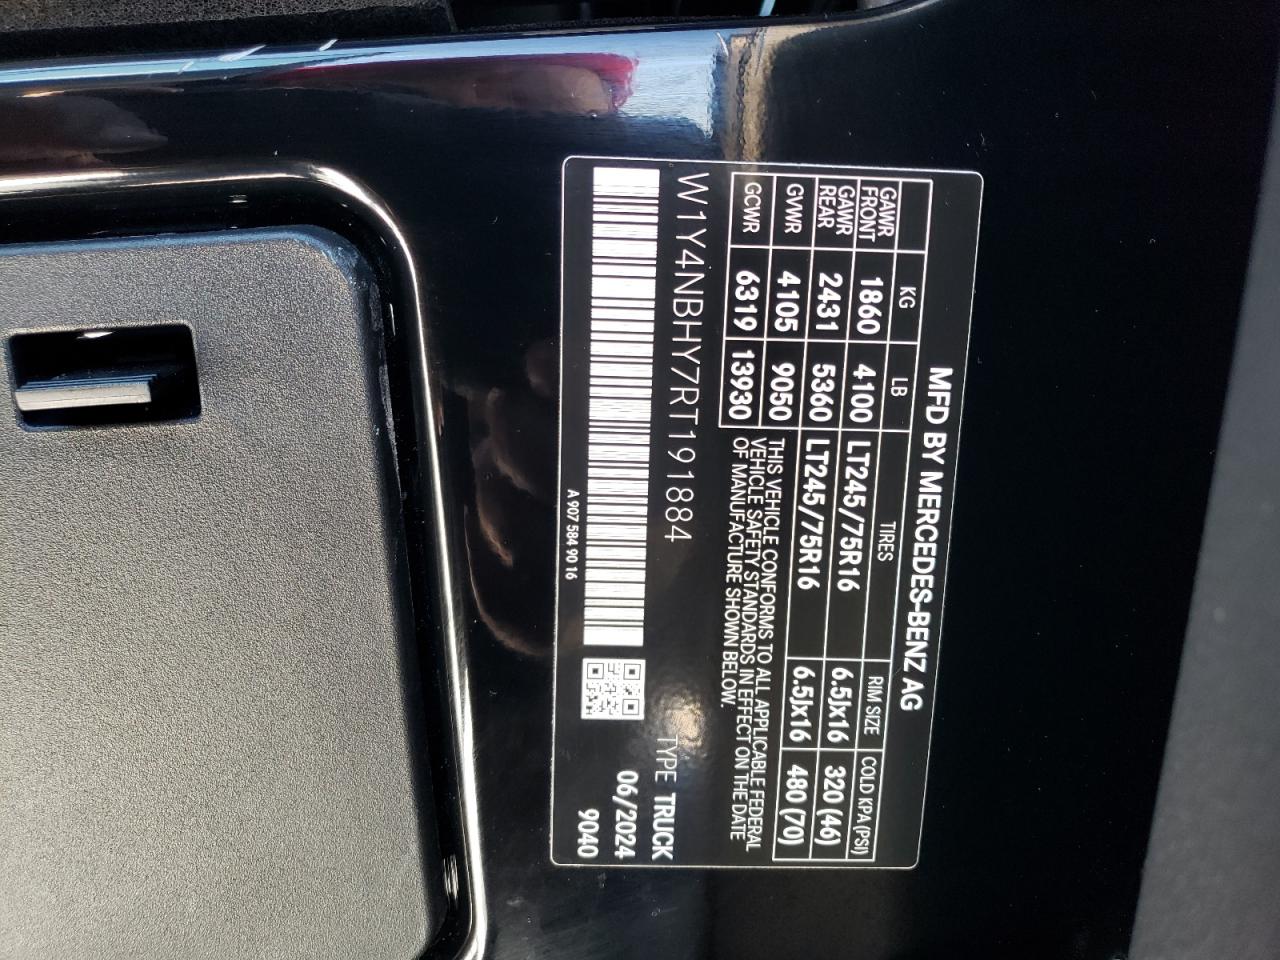 MFD BY MERCEDES-BENZ AG
KG LB TIRES RIM SIZE COLD KPA (PSI)
GAWR FRONT 1860 4100 LT245/75R16 6.5Jx16 320 (46)
GAWR REAR 2431 5360 LT245/75R16 6.5Jx16 480 (70)
GVWR 4105 9050
GCWR 6319 13930
THIS VEHICLE CONFORMS TO ALL APPLICABLE FEDERAL
VEHICLE SAFETY STANDARDS IN EFFECT ON THE DATE
OF MANUFACTURE SHOWN BELOW.
W1Y4NBHY7RT191884
TYPE TRUCK
06/2024
9040
A 907 584 90 16